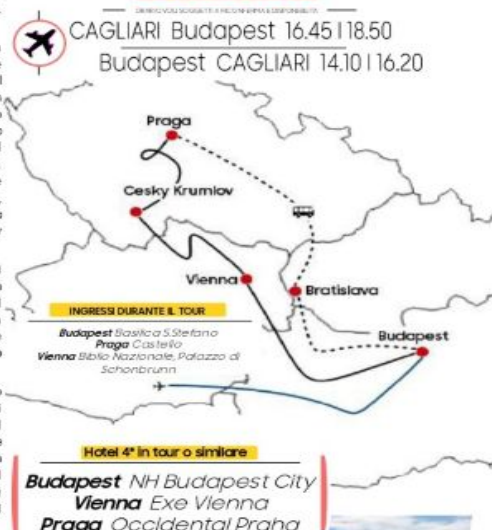 CAGLIARI Budapest 16.45 | 18.50
Budapest CAGLIARI 14.10 | 16.20
Praga
Cesky Krumlov
Vienna
Bratislava
INGRESSI DURANTE IL TOUR
Budapest
Budapest Basilica S.Stefano
Praga Castello
Vienna Biblio Nazionale, Palazzo di
Schonbrunn
Hotel 4* in tour o similare
Budapest NH Budapest City
Vienna Exe Vienna
Praga Occidental Praha